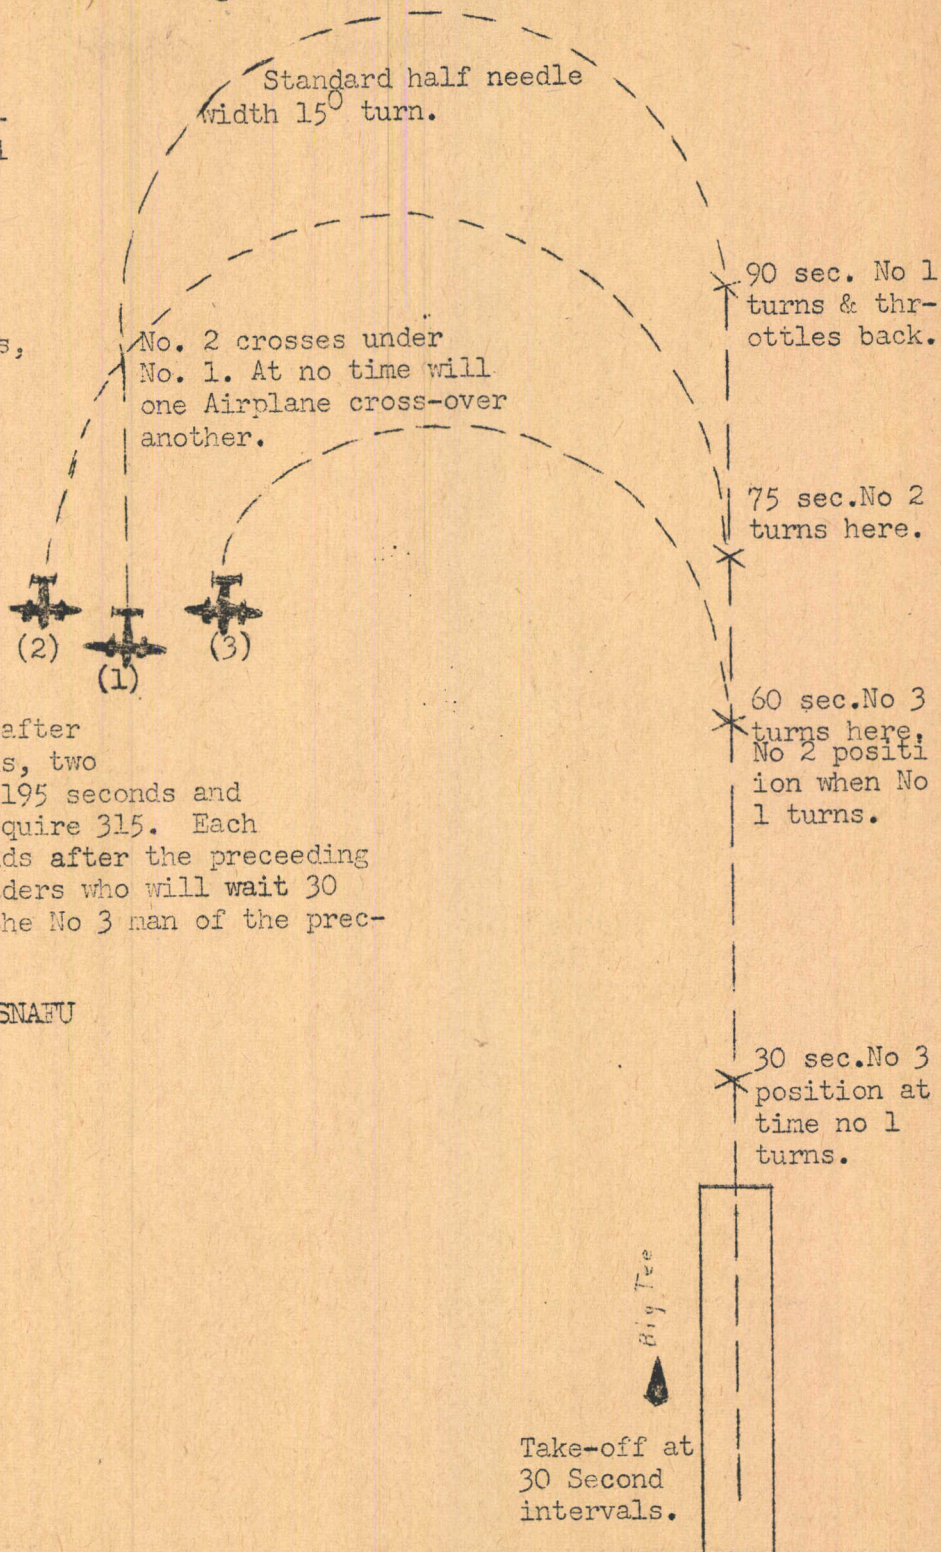 Standard half needle
width 15° turn.
90 sec. No 1
turns & thr-
ottles back.
s,
No. 2 crosses under
No. 1. At no time will
one Airplane cross-over
another.
75 sec.No 2
turns here.
(2)
(1)
(3)
60 sec.No 3
turns here.
No 2 positi
ion when No
1 turns.
after
s, two
195 seconds and
quire 315. Each
ds after the preceeding
ders who will wait 30
he No 3 man of the prec-
SNAFU
30 sec.No 3
position at
time no 1
turns.
Big Tee
Take-off at
30 Second
intervals.